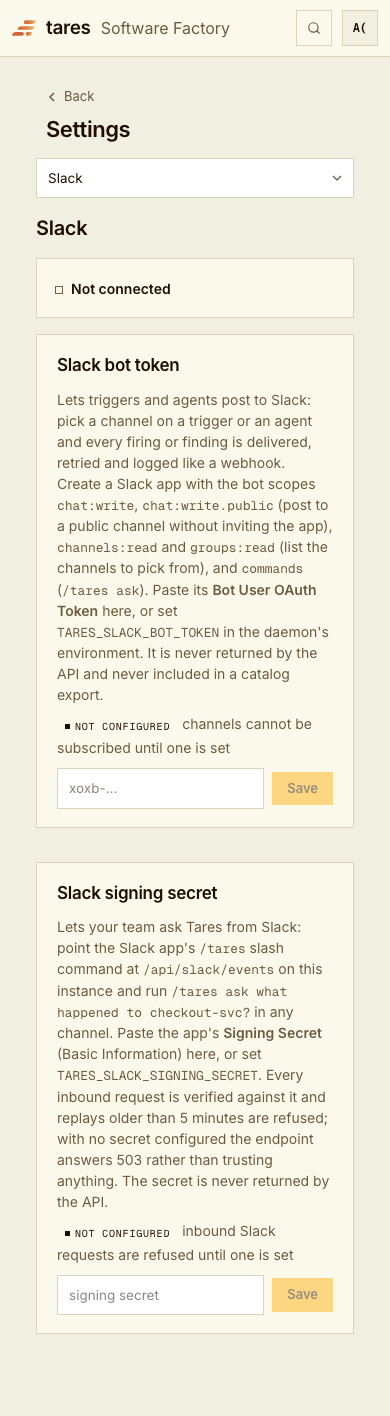 tares Software Factory A(
Back
Settings
Slack
Slack
Not connected
Slack bot token
Lets triggers and agents post to Slack:
pick a channel on a trigger or an agent
and every firing or finding is delivered,
retried and logged like a webhook.
Create a Slack app with the bot scopes
chat:write, chat:write.public (post to
a public channel without inviting the app),
channels:read and groups:read (list the
channels to pick from), and commands
(/tares ask). Paste its Bot User OAuth
Token here, or set
TARES_SLACK_BOT_TOKEN in the daemon's
environment. It is never returned by the
API and never included in a catalog
export.
NOT CONFIGURED channels cannot be
subscribed until one is set
xoxb-...
Save
Slack signing secret
Lets your team ask Tares from Slack:
point the Slack app's /tares slash
command at /api/slack/events on this
instance and run /tares ask what
happened to checkout-svc? in any
channel. Paste the app's Signing Secret
(Basic Information) here, or set
TARES_SLACK_SIGNING_SECRET. Every
inbound request is verified against it and
replays older than 5 minutes are refused;
with no secret configured the endpoint
answers 503 rather than trusting
anything. The secret is never returned by
the API.
NOT CONFIGURED inbound Slack
requests are refused until one is set
signing secret
Save